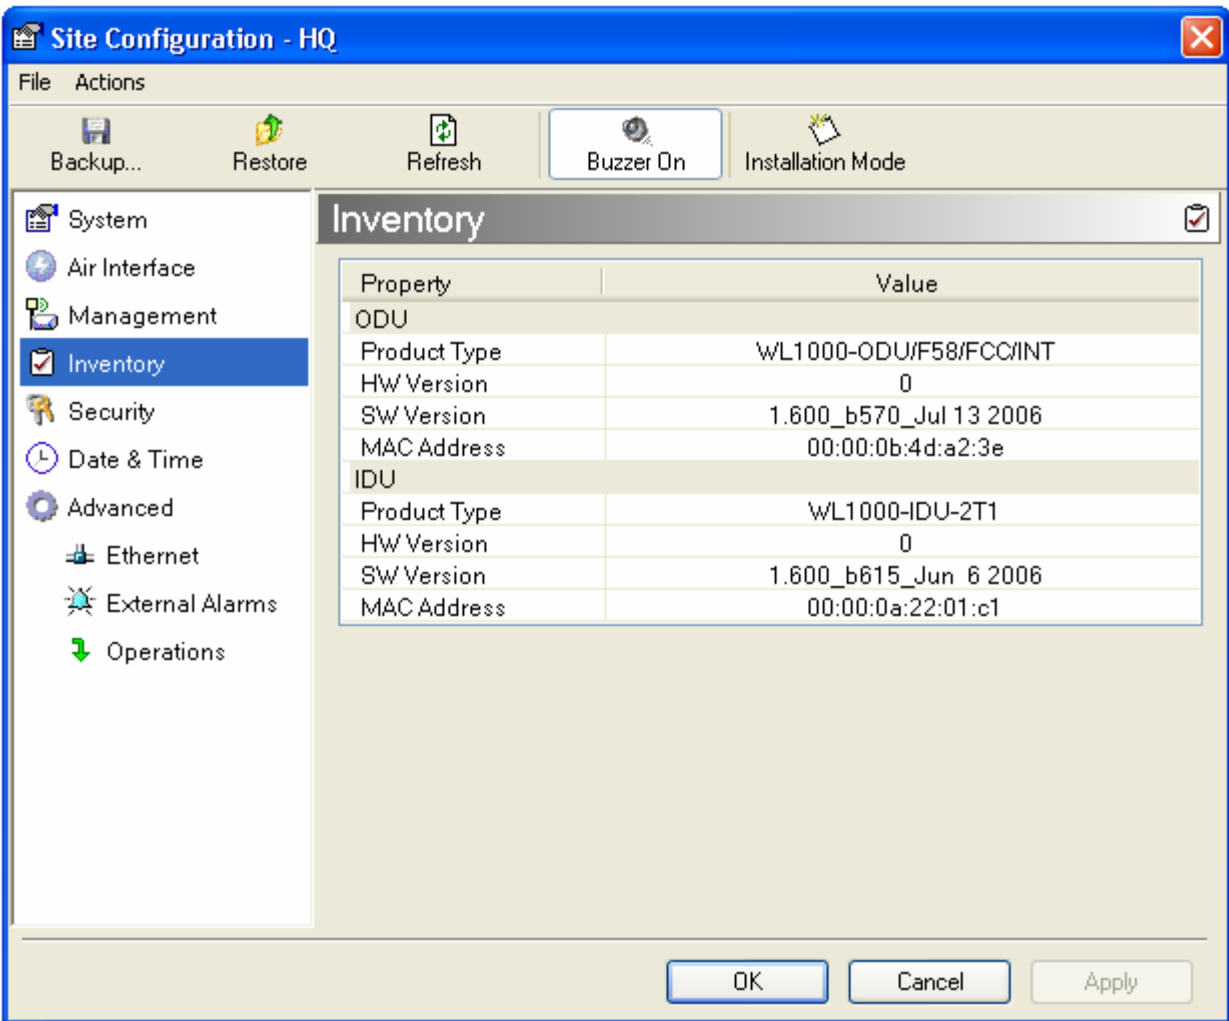 Site Configuration - HQ
File Actions
Backup... Restore Refresh Buzzer On Installation Mode
System
Air Interface
Management
Inventory
Security
Date & Time
Advanced
Ethernet
External Alarms
Operations
Inventory
Property Value
ODU
Product Type WL1000-ODU/F58/FCC/INT
HW Version 0
SW Version 1.600_b570_Jul 13 2006
MAC Address 00:00:0b:4d:a2:3e
IDU
Product Type WL1000-IDU-2T1
HW Version 0
SW Version 1.600_b615_Jun  6 2006
MAC Address 00:00:0a:22:01:c1
OK Cancel Apply